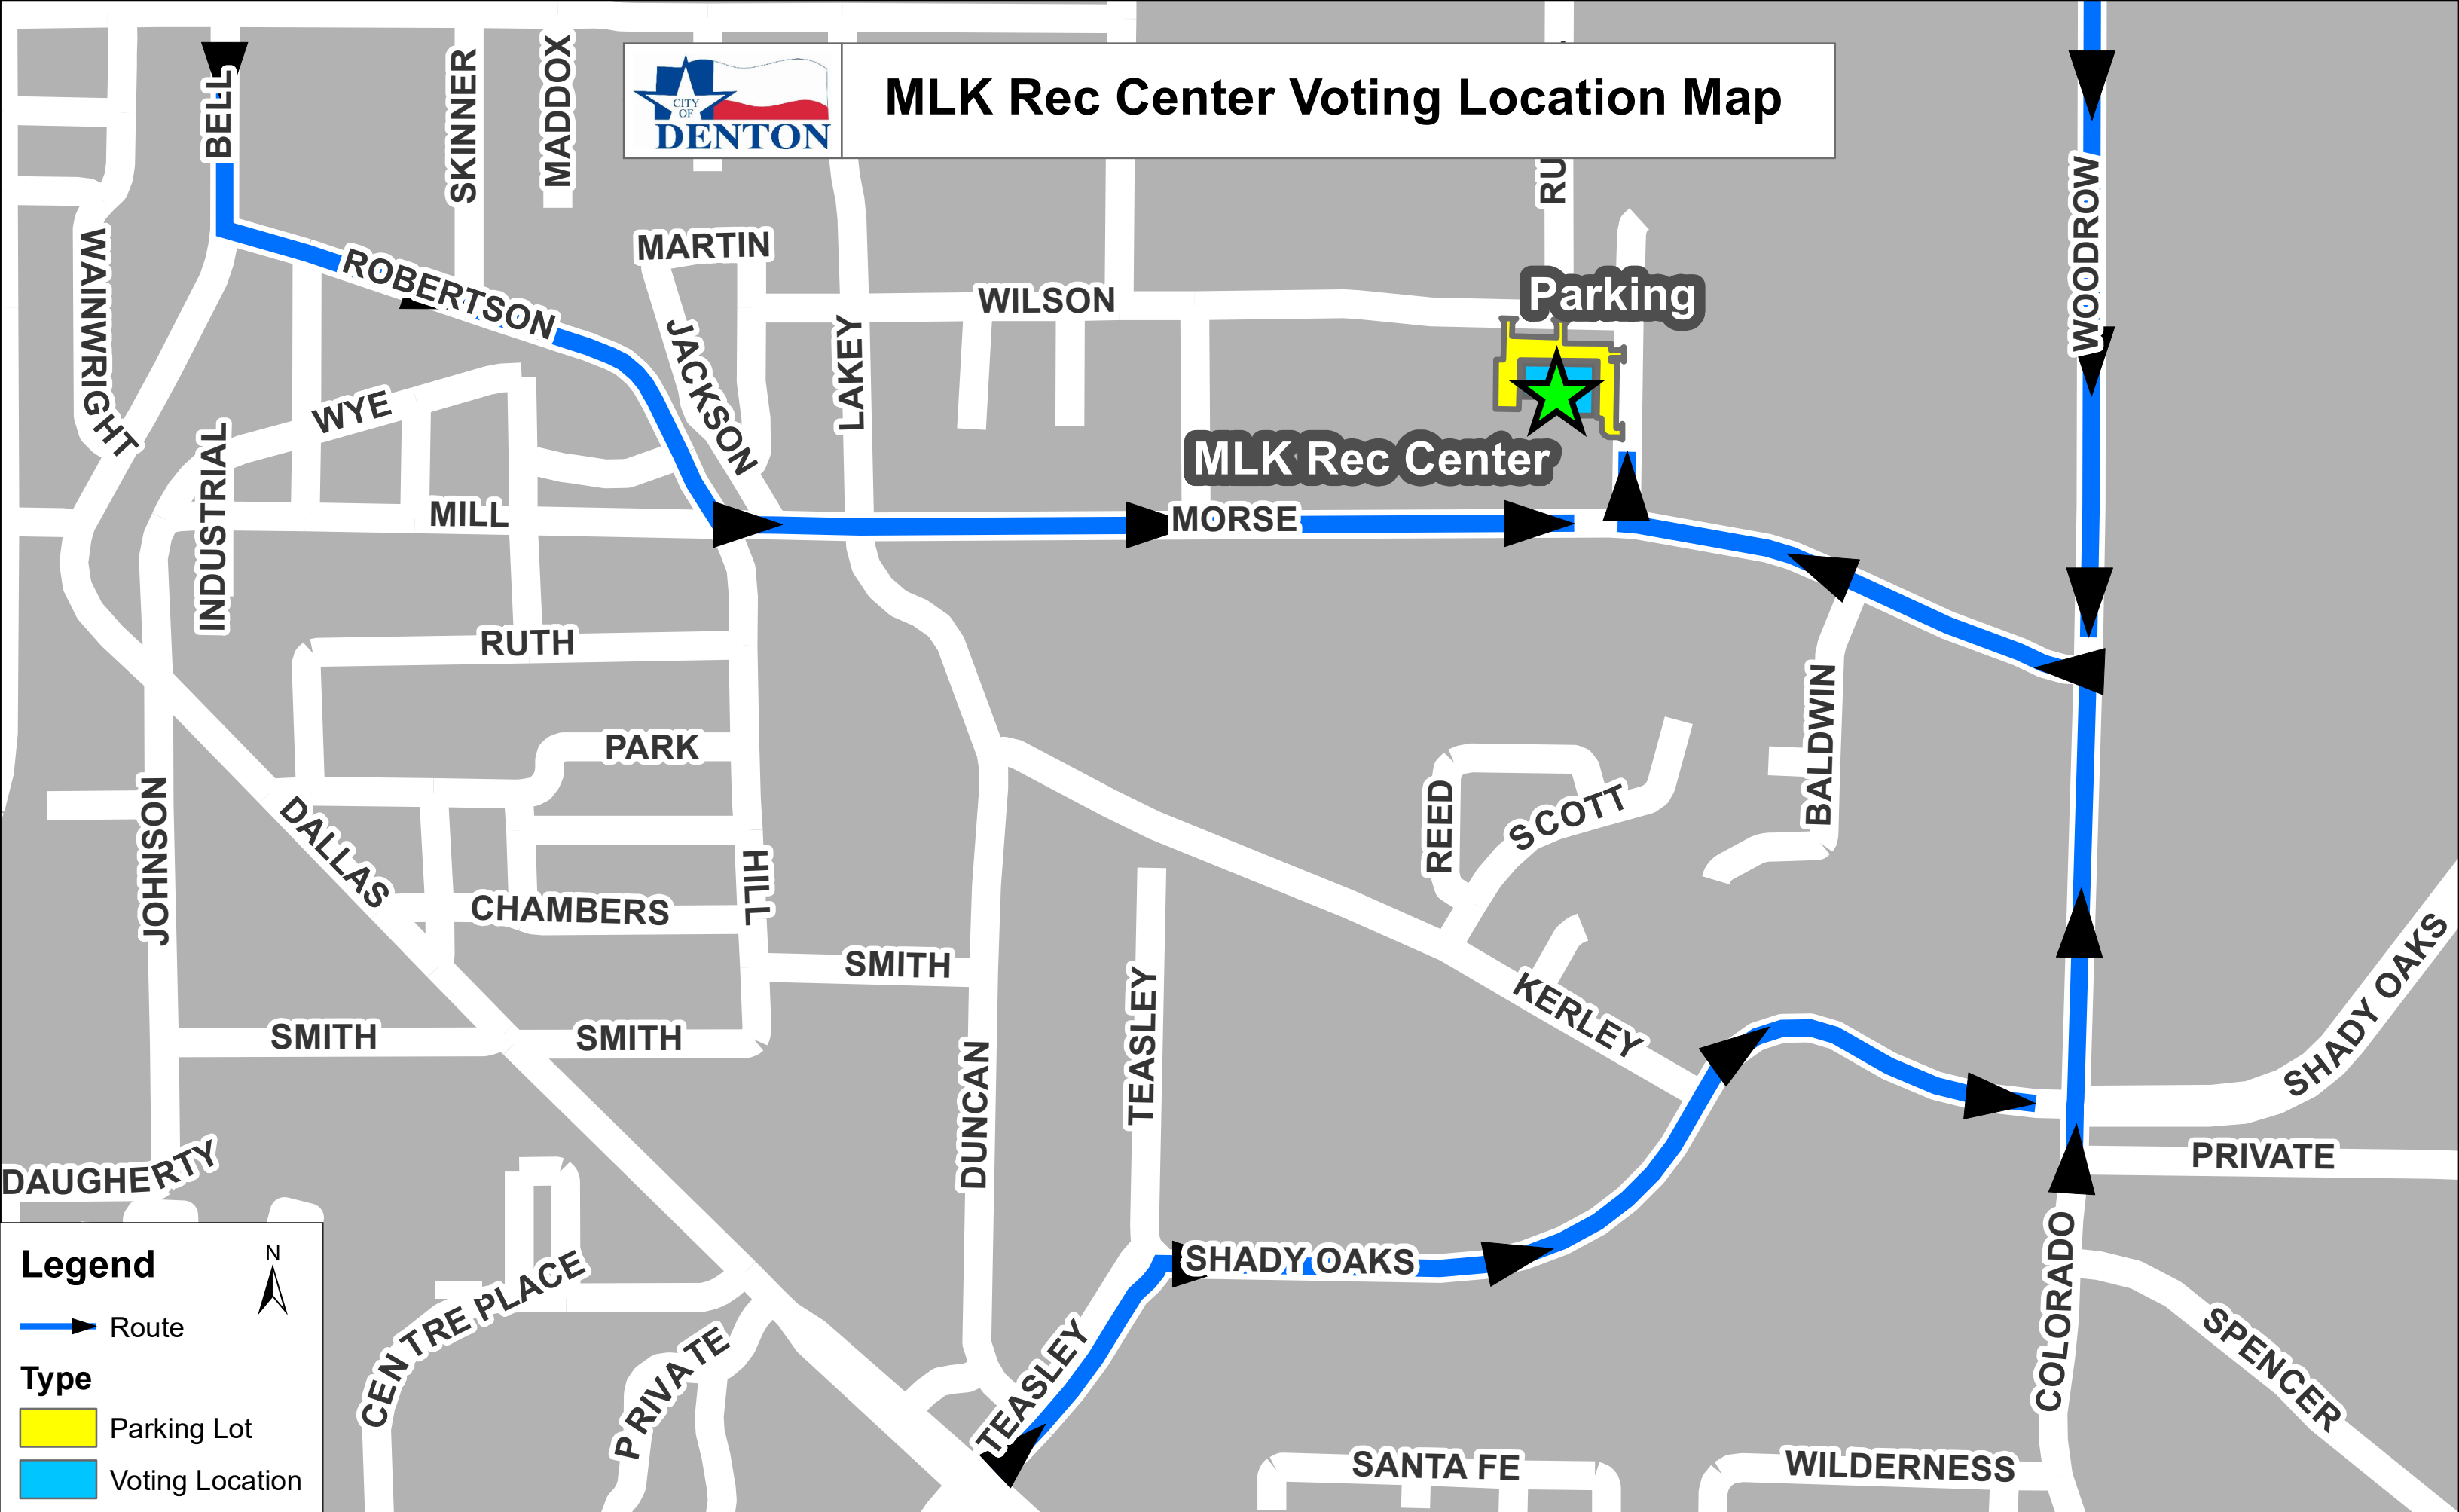 MLK Rec Center Voting Location Map
CITY
OF
DENTON
BELL
SKINNER
MADDOX
RU
WOODROW
WAINWRIGHT
ROBERTSON
MARTIN
JACKSON
LAKEY
WILSON
Parking
WYE
INDUSTRIAL
MILL
MLK Rec Center
MORSE
RUTH
PARK
BALDWIN
REED
SCOTT
JOHNSON
DALLAS
HILL
CHAMBERS
SMITH
SMITH
SMITH
TEASLEY
KERLEY
SHADY OAKS
DUNCAN
DAUGHERTY
PRIVATE
SHADY OAKS
CENTRE PLACE
PRIVATE
TEASLEY
COLORADO
SPENCER
SANTA FE
WILDERNESS
Legend
N
Route
Type
Parking Lot
Voting Location